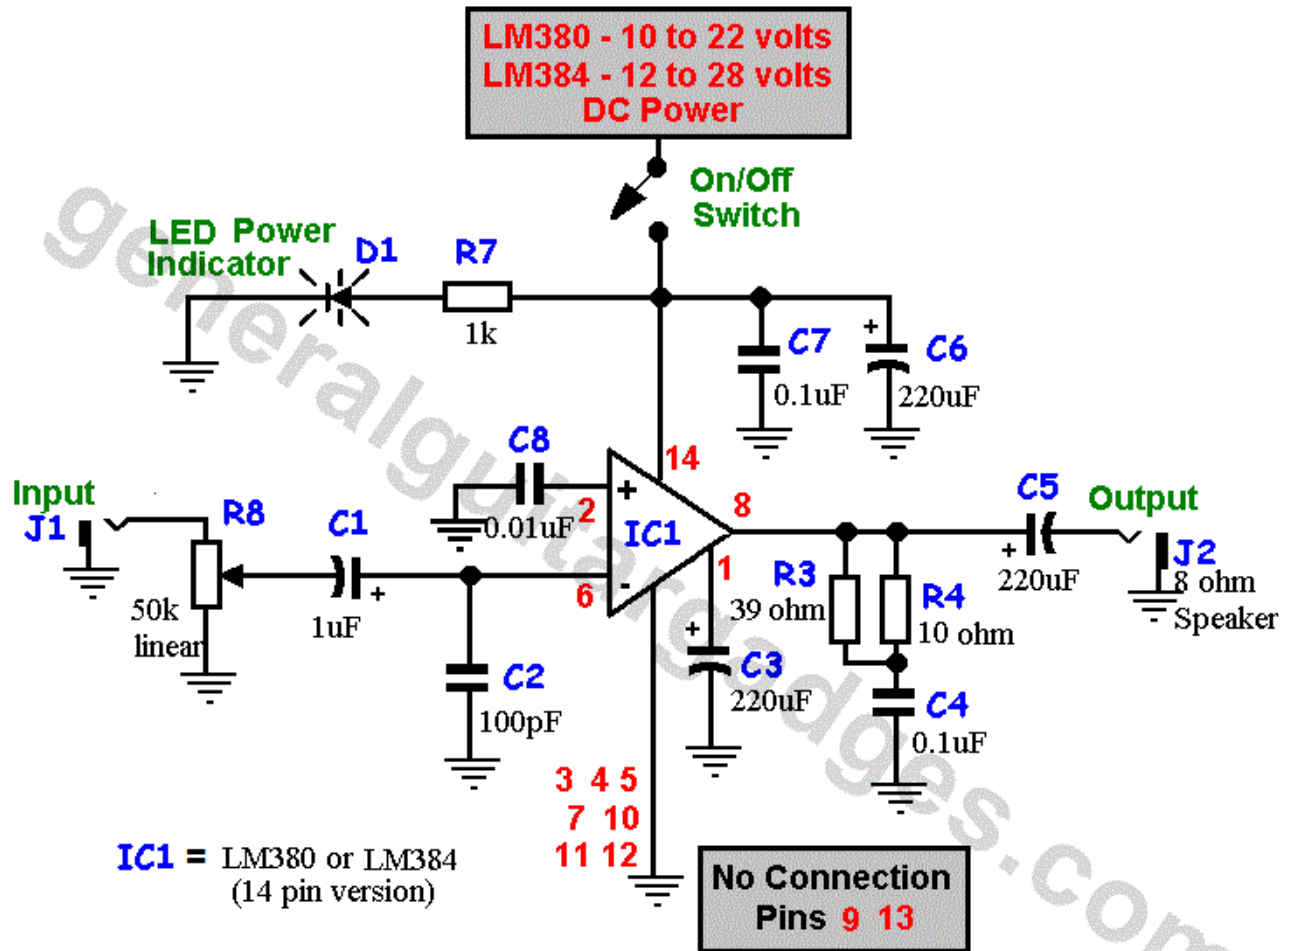 LM380 - 10 to 22 volts
LM384 - 12 to 28 volts
DC Power
On/Off
Switch
LED Power
Indicator
D1
R7
1k
C7
0.1uF
+
C6
220uF
C8
0.01uF
Input
J1
R8
50k
linear
C1
+
1uF
C2
100pF
+
2
-
6
IC1
14
8
1
+
C3
220uF
R3
39 ohm
R4
10 ohm
C4
0.1uF
C5
+
220uF
Output
J2
8 ohm
Speaker
3 4 5
7 10
11 12
IC1 = LM380 or LM384
(14 pin version)
No Connection
Pins 9 13
generalguitargadges.com